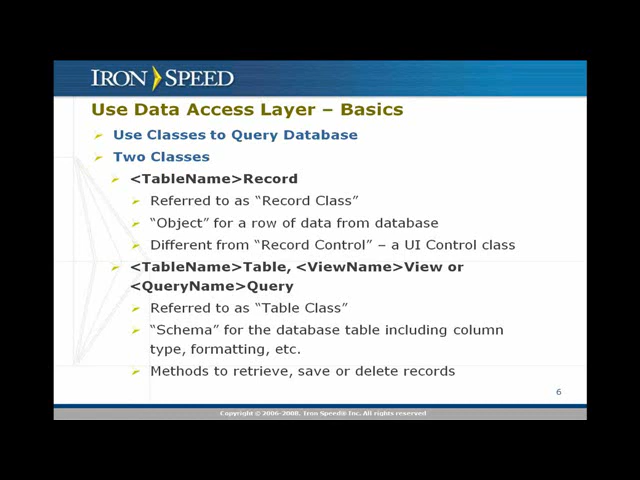 IRON SPEED
Use Data Access Layer – Basics
Use Classes to Query Database
Two Classes
<TableName>Record
Referred to as “Record Class”
“Object” for a row of data from database
Different from “Record Control” – a UI Control class
<TableName>Table, <ViewName>View or
<QueryName>Query
Referred to as “Table Class”
“Schema” for the database table including column
type, formatting, etc.
Methods to retrieve, save or delete records
6
Copyright © 2006-2008. Iron Speed® Inc. All rights reserved